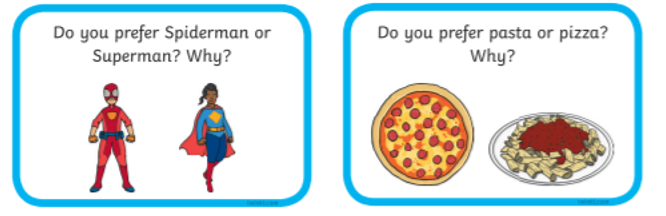 Do you prefer Spiderman or
Superman? Why?
Do you prefer pasta or pizza?
Why?